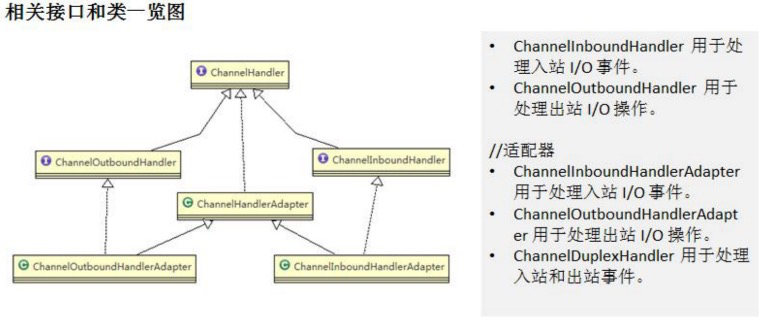 相关接口和类一览图
ChannelHandler
ChannelOutboundHandler
ChannelInboundHandler
ChannelHandlerAdapter
ChannelOutboundHandlerAdapter
ChannelInboundHandlerAdapter
• ChannelInboundHandler 用于处
理入站 I/O 事件。
• ChannelOutboundHandler 用于
处理出站 I/O 操作。
//适配器
• ChannelInboundHandlerAdapter
用于处理入站 I/O 事件。
• ChannelOutboundHandlerAdapt
er 用于处理出站 I/O 操作。
• ChannelDuplexHandler 用于处理
入站和出站事件。